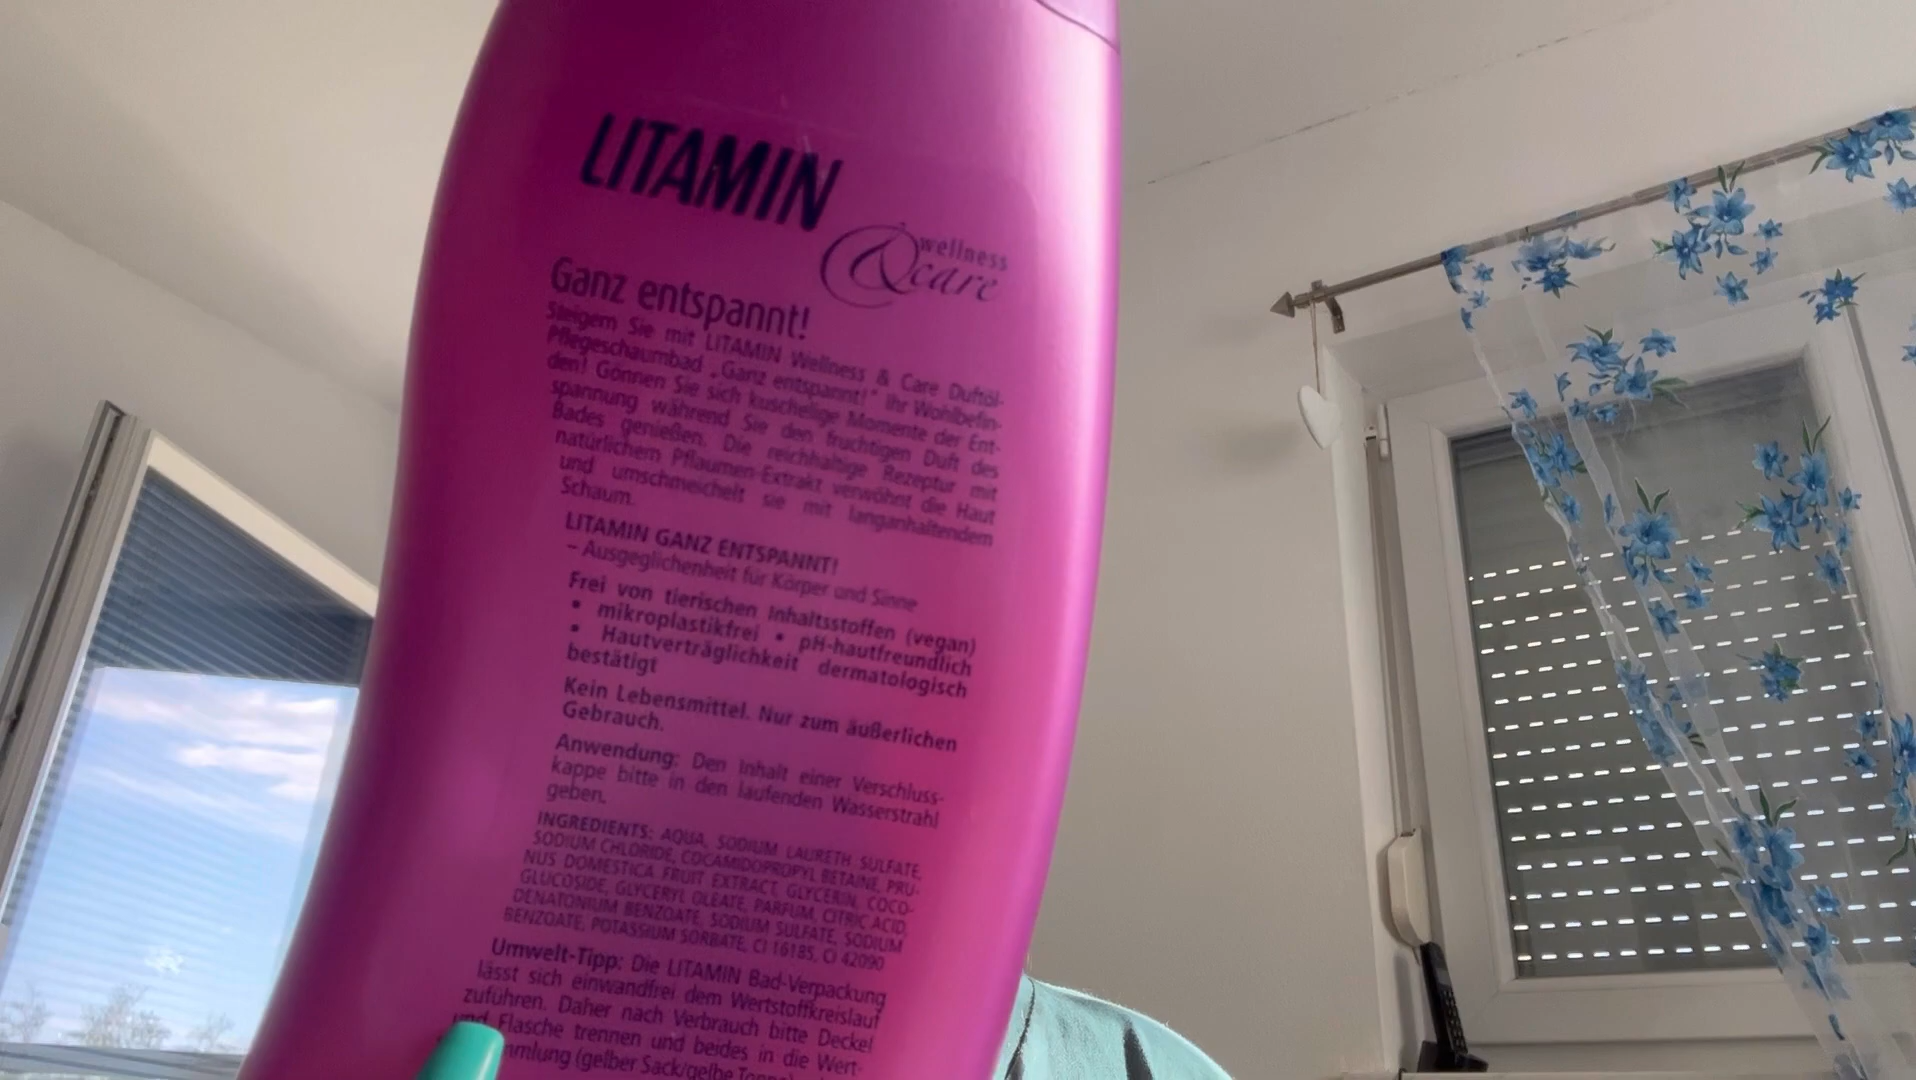 LITAMIN
wellness
& care
Ganz entspannt!
Steigern Sie mit LITAMIN Wellness & Care Duftöl-
Pflegeschaumbad „Ganz entspannt!" Ihr Wohlbefin-
den! Gönnen Sie sich kuschelige Momente der Ent-
spannung während Sie den fruchtigen Duft des
Bades genießen. Die reichhaltige Rezeptur mit
natürlichem Pflaumen-Extrakt verwöhnt die Haut
und umschmeichelt sie mit langanhaltendem
Schaum.
LITAMIN GANZ ENTSPANNT!
– Ausgeglichenheit für Körper und Sinne
Frei von tierischen Inhaltsstoffen (vegan)
• mikroplastikfrei • pH-hautfreundlich
• Hautverträglichkeit dermatologisch
bestätigt
Kein Lebensmittel. Nur zum äußerlichen
Gebrauch.
Anwendung: Den Inhalt einer Verschluss-
kappe bitte in den laufenden Wasserstrahl
geben.
INGREDIENTS: AQUA, SODIUM LAURETH SULFATE,
SODIUM CHLORIDE, COCAMIDOPROPYL BETAINE, PRU-
NUS DOMESTICA FRUIT EXTRACT, GLYCERIN, COCO-
GLUCOSIDE, GLYCERYL OLEATE, PARFUM, CITRIC ACID,
DENATONIUM BENZOATE, SODIUM SULFATE, SODIUM
BENZOATE, POTASSIUM SORBATE, CI 16185, CI 42090
Umwelt-Tipp: Die LITAMIN Bad-Verpackung
lässt sich einwandfrei dem Wertstoffkreislauf
zuführen. Daher nach Verbrauch bitte Deckel
und Flasche trennen und beides in die Wert-
mmlung (gelber Sack/gelbe Tonne)